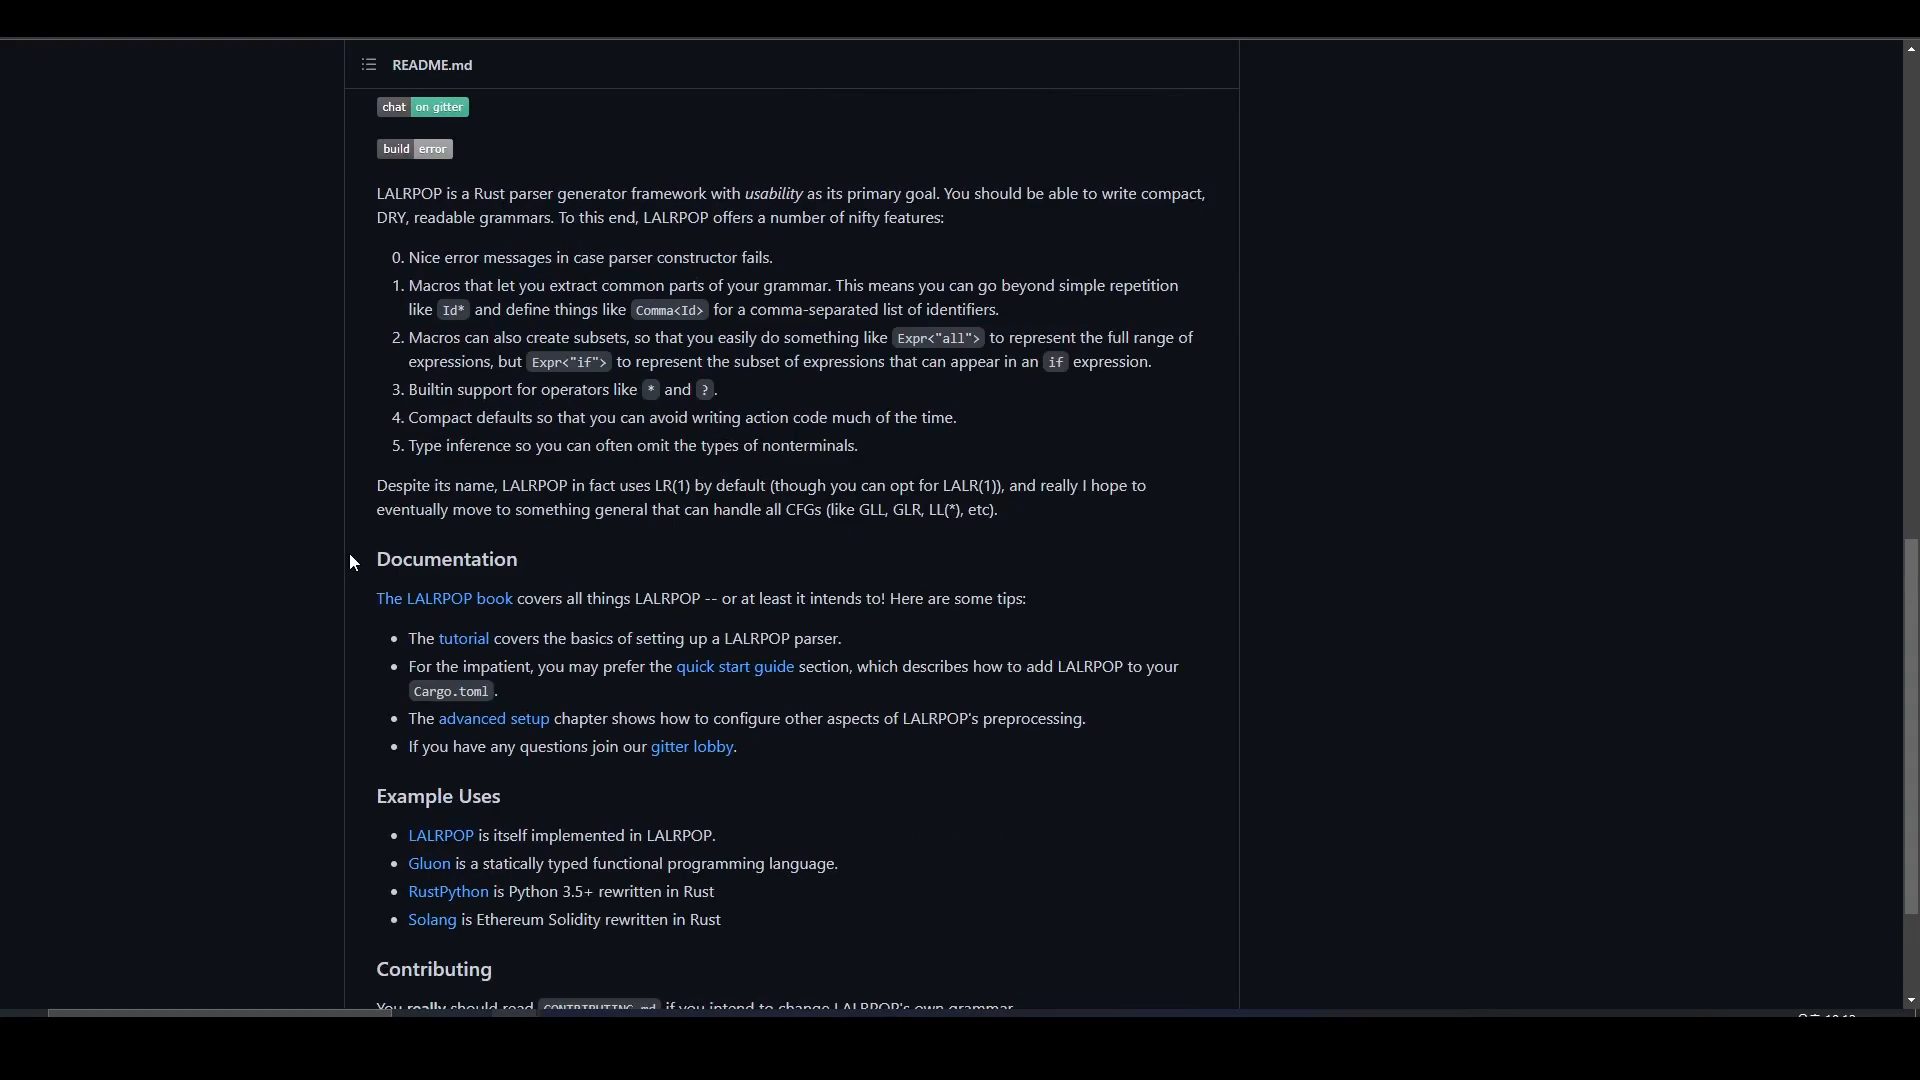 README.md
chat on gitter
build error
LALRPOP is a Rust parser generator framework with usability as its primary goal. You should be able to write compact,
DRY, readable grammars. To this end, LALRPOP offers a number of nifty features:
0. Nice error messages in case parser constructor fails.
1. Macros that let you extract common parts of your grammar. This means you can go beyond simple repetition
like Id* and define things like Comma<Id> for a comma-separated list of identifiers.
2. Macros can also create subsets, so that you easily do something like Expr<"all"> to represent the full range of
expressions, but Expr<"if"> to represent the subset of expressions that can appear in an if expression.
3. Builtin support for operators like * and ?.
4. Compact defaults so that you can avoid writing action code much of the time.
5. Type inference so you can often omit the types of nonterminals.
Despite its name, LALRPOP in fact uses LR(1) by default (though you can opt for LALR(1)), and really I hope to
eventually move to something general that can handle all CFGs (like GLL, GLR, LL(*), etc).
Documentation
The LALRPOP book covers all things LALRPOP -- or at least it intends to! Here are some tips:
• The tutorial covers the basics of setting up a LALRPOP parser.
• For the impatient, you may prefer the quick start guide section, which describes how to add LALRPOP to your
Cargo.toml.
• The advanced setup chapter shows how to configure other aspects of LALRPOP's preprocessing.
• If you have any questions join our gitter lobby.
Example Uses
• LALRPOP is itself implemented in LALRPOP.
• Gluon is a statically typed functional programming language.
• RustPython is Python 3.5+ rewritten in Rust
• Solang is Ethereum Solidity rewritten in Rust
Contributing
You really should read CONTRIBUTING.md if you intend to change LALRPOP's own grammar.